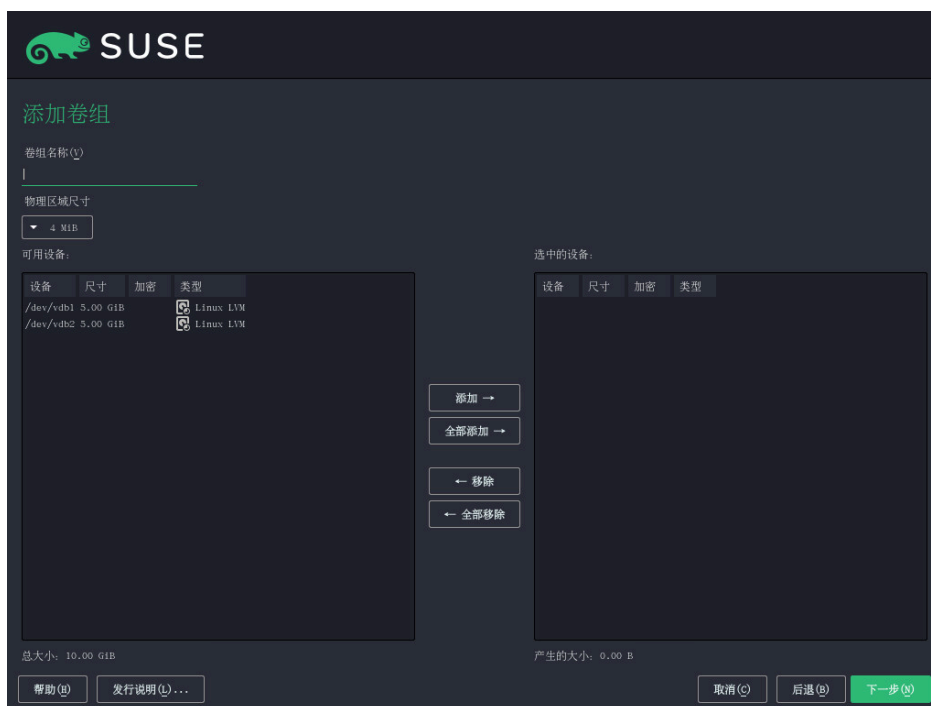 SUSE
添加卷组
卷组名称(V)
物理区域尺寸
4 MiB
可用设备:
选中的设备:
设备 尺寸 加密 类型
/dev/vdb1 5.00 GiB Linux LVM
/dev/vdb2 5.00 GiB Linux LVM
设备 尺寸 加密 类型
添加 →
全部添加 →
← 移除
← 全部移除
总大小: 10.00 GiB
产生的大小: 0.00 B
帮助(H) 发行说明(L)... 取消(C) 后退(B) 下一步(N)